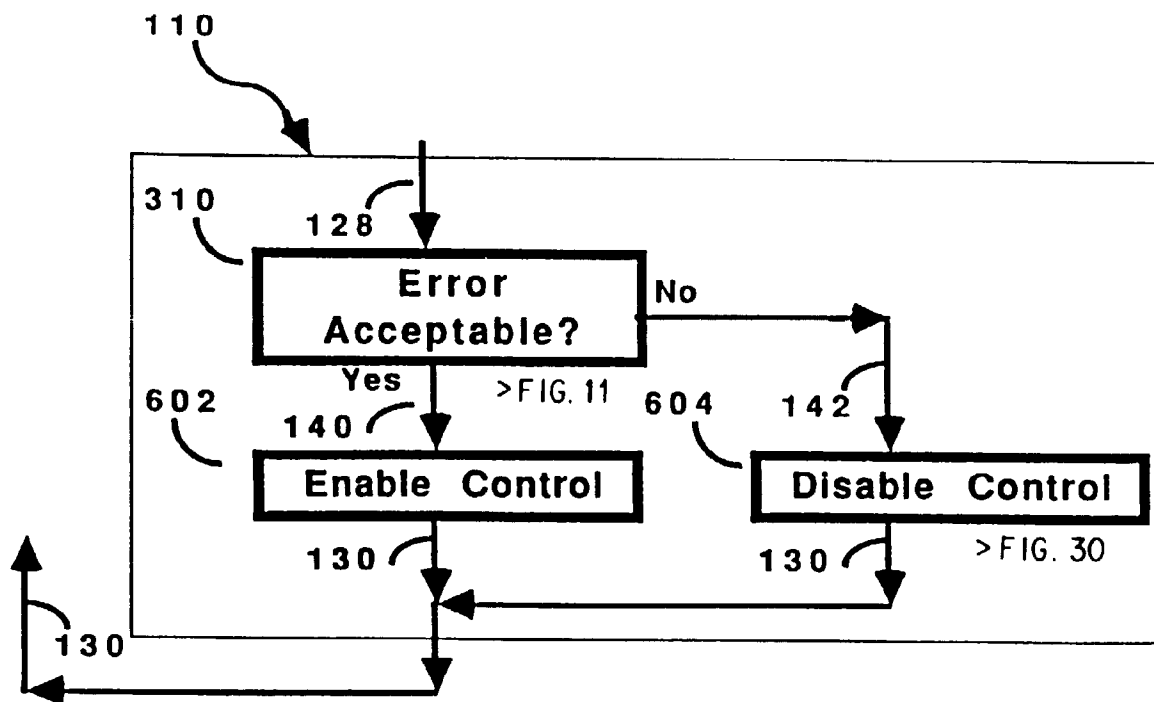 110
310
128
Error
Acceptable?
No
Yes
>FIG. 11
602
140
604
142
Enable Control
Disable Control
130
130
>FIG. 30
130